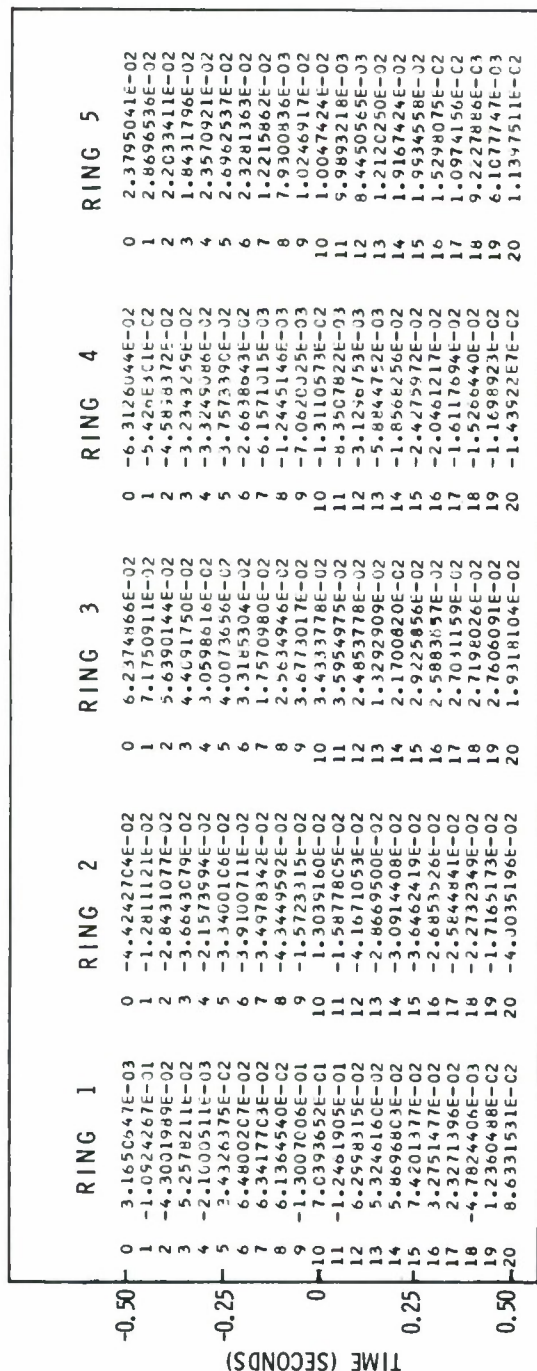 RING 1 RING 2 RING 3 RING 4 RING 5
-0.50 0 3.1650647E-03 0 -4.4242704E-02 0 6.2374866E-02 0 -6.3126044E-02 0 2.3795041E-02
1 -1.0924267E-01 1 -1.2811121E-02 1 7.1750911E-02 1 -5.4268301E-02 1 2.8696536E-02
2 -4.3001989E-02 2 -2.8431077E-02 2 5.6390144E-02 2 -4.5898372E-02 2 2.2033411E-02
3 5.2578211E-02 3 -3.6643079E-02 3 4.4091750E-02 3 -3.2343259E-02 3 1.8431796E-02
4 -2.1000511E-03 4 -2.1573994E-02 4 3.0598616E-02 4 -3.3249086E-02 4 2.3570921E-02
-0.25 5 3.4326375E-02 5 -3.3400106E-02 5 4.0073656E-02 5 -3.7573390E-02 5 2.6962537E-02
6 6.4800207E-02 6 -3.9100711E-02 6 3.3185304E-02 6 -2.6638643E-02 6 2.3281363E-02
7 6.3417703E-02 7 -3.4978342E-02 7 1.7570980E-02 7 -6.1571015E-03 7 1.2215862E-02
8 6.1364540E-02 8 -4.3449592E-02 8 2.5634946E-02 8 -1.2445146E-03 8 7.9300836E-03
9 -1.3007006E-01 9 -1.5723315E-02 9 3.6773017E-02 9 -7.0620025E-03 9 1.0246917E-02
0 10 7.0393652E-01 10 1.3039160E-02 10 3.4333778E-02 10 -1.3110573E-02 10 1.0047424E-02
11 -1.2461905E-01 11 -1.5877805E-02 11 3.5954975E-02 11 -8.3507822E-03 11 9.9893218E-03
12 6.2998315E-02 12 -4.1671053E-02 12 2.4853778E-02 12 -3.1296753E-03 12 8.4450565E-03
13 5.3246160E-02 13 -2.8669500E-02 13 1.3292909E-02 13 -5.8844752E-03 13 1.2120250E-02
14 5.8696803E-02 14 -3.0914408E-02 14 2.1700820E-02 14 -1.8568256E-02 14 1.9167424E-02
0.25 15 7.4201377E-02 15 -3.6462419E-02 15 2.9225856E-02 15 -2.4275972E-02 15 1.9534558E-02
16 3.2751477E-02 16 -2.6853526E-02 16 2.5883657E-02 16 -2.0461217E-02 16 1.5298075E-02
17 2.3271396E-02 17 -2.5844841E-02 17 2.7031159E-02 17 -1.6117694E-02 17 1.0974156E-02
18 -4.7824406E-03 18 -2.2732349E-02 18 2.7198026E-02 18 -1.5266440E-02 18 9.2227886E-03
19 1.2360488E-02 19 -1.7165173E-02 19 2.7606091E-02 19 -1.1698923E-02 19 6.1077747E-03
0.50 20 8.6331531E-02 20 -4.0035196E-02 20 1.9318104E-02 20 -1.43922E7E-02 20 1.1397511E-02
TIME (SECONDS)